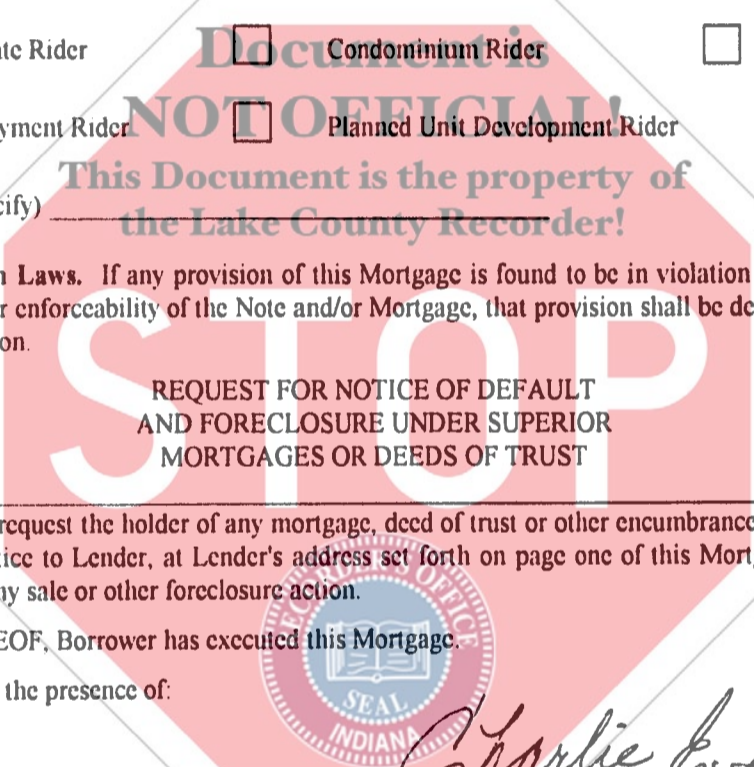 Document is
te Rider Condominium Rider
NOT OFFICIAL!
yment Rider Planned Unit Development Rider
This Document is the property of
cify)
the Lake County Recorder!
n Laws. If any provision of this Mortgage is found to be in violation
r enforceability of the Note and/or Mortgage, that provision shall be de
on.
STOP
REQUEST FOR NOTICE OF DEFAULT
AND FORECLOSURE UNDER SUPERIOR
MORTGAGES OR DEEDS OF TRUST
request the holder of any mortgage, deed of trust or other encumbrance
ice to Lender, at Lender's address set forth on page one of this Mort
ny sale or other foreclosure action.
RECORDER'S OFFICE
EOF, Borrower has executed this Mortgage.
the presence of:
SEAL
INDIANA
Charlie